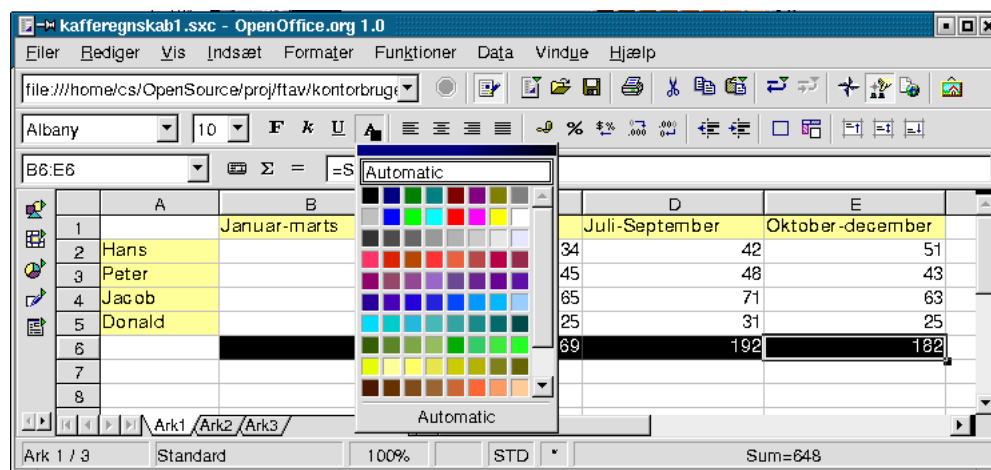 kafferegnskab1.sxc - OpenOffice.org 1.0
Filer Rediger Vis Indsæt Formater Funktioner Data Vindue Hjælp
file:///home/cs/OpenSource/proj/ftav/kontorbruge
Albany 10 F k U A
B6:E6 Σ = =S
Automatic
A B D E
1 Januar-marts Juli-September Oktober-december
2 Hans 34 42 51
3 Peter 45 48 43
4 Jacob 65 71 63
5 Donald 25 31 25
6 69 192 182
7
8
Automatic
Ark1 Ark2 Ark3
Ark 1 / 3 Standard 100% STD * Sum=648